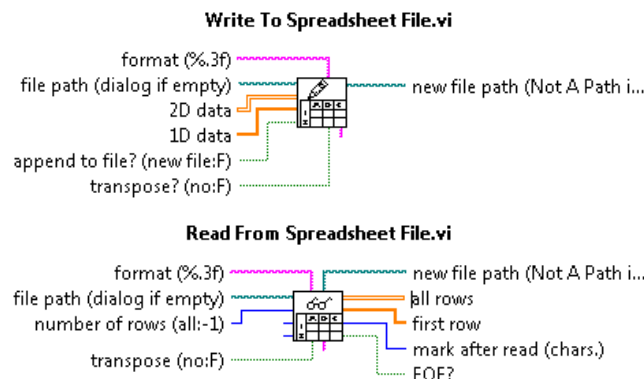 Write To Spreadsheet File.vi
format (%.3f)
file path (dialog if empty)
new file path (Not A Path i...
2D data
1D data
append to file? (new file:F)
transpose? (no:F)
Read From Spreadsheet File.vi
format (%.3f)
new file path (Not A Path i...
file path (dialog if empty)
all rows
number of rows (all:-1)
first row
mark after read (chars.)
transpose (no:F)
EOF?